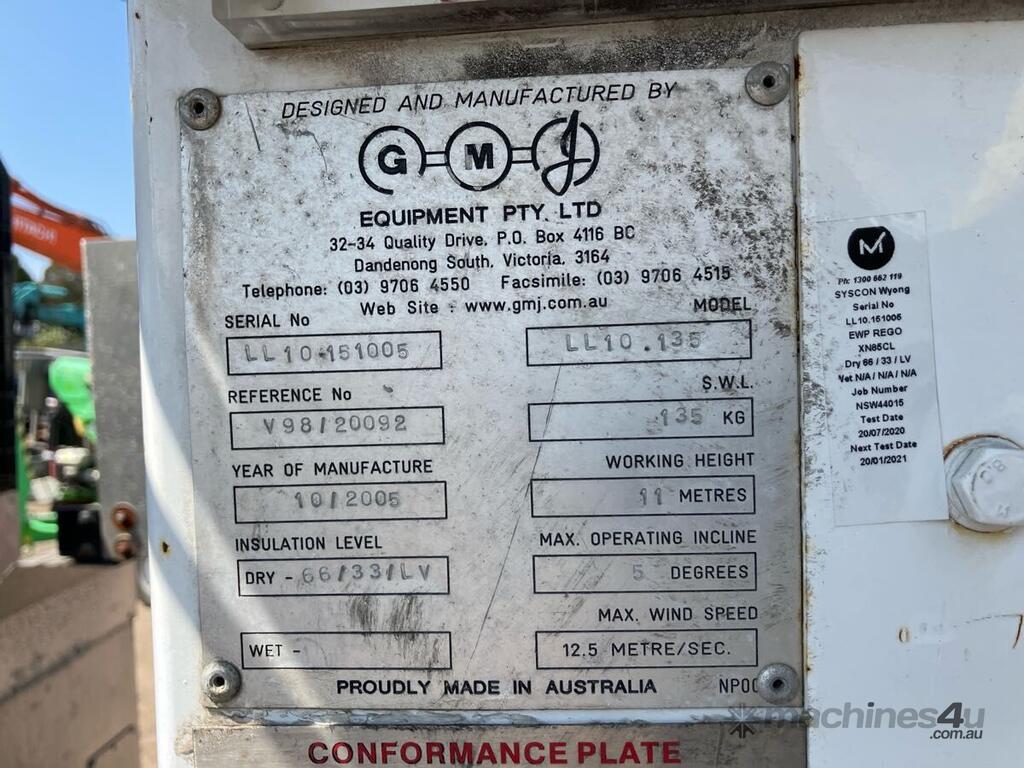 DESIGNED AND MANUFACTURED BY
G M J
EQUIPMENT PTY. LTD
32-34 Quality Drive. P.O. Box 4116 BC
Dandenong South, Victoria, 3164
Telephone: (03) 9706 4550 Facsimile: (03) 9706 4515
Web Site : www.gmj.com.au
SERIAL No
LL10.151005
MODEL
LL10.135
REFERENCE No
V98/20092
S.W.L.
135 KG
YEAR OF MANUFACTURE
10/2005
WORKING HEIGHT
11 METRES
INSULATION LEVEL
DRY - 66/33/LV
MAX. OPERATING INCLINE
5 DEGREES
WET -
MAX. WIND SPEED
12.5 METRE/SEC.
PROUDLY MADE IN AUSTRALIA
CONFORMANCE PLATE
M
Ph: 1300 662 119
SYSCON Wyong
Serial No
LL10.151005
EWP REGO
XN85CL
Dry 66 / 33 / LV
Wet N/A / N/A / N/A
Job Number
NSW44015
Test Date
20/07/2020
Next Test Date
20/01/2021
8.8
HITACHI
machines4u
.com.au